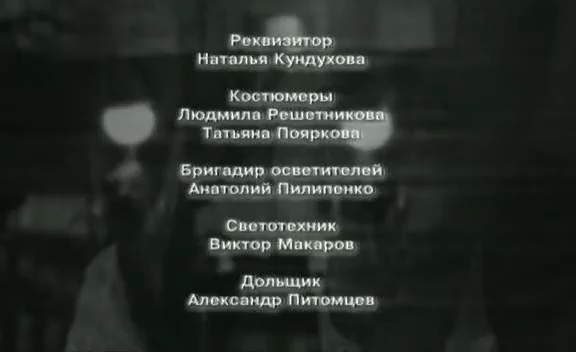 Реквизитор
Наталья Кундухова
Костюмеры
Людмила Решетникова
Татьяна Пояркова
Бригадир осветителей
Анатолий Пилипенко
Светотехник
Виктор Макаров
Дольщик
Александр Питомцев